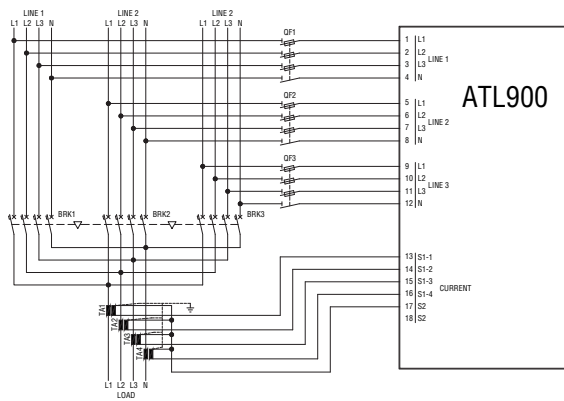 LINE 1 LINE 2 LINE 2
L1 L2 L3 N L1 L2 L3 N L1 L2 L3 N
QF1
1 L1
2 L2
3 L3
4 N
LINE 1
ATL900
QF2
5 L1
6 L2
7 L3
8 N
LINE 2
QF3
9 L1
10 L2
11 L3
12 N
LINE 3
BRK1 BRK2 BRK3
13 S1-1
14 S1-2
15 S1-3
16 S1-4
17 S2
18 S2
CURRENT
TA1
TA2
TA3
TA4
L1 L2 L3 N
LOAD